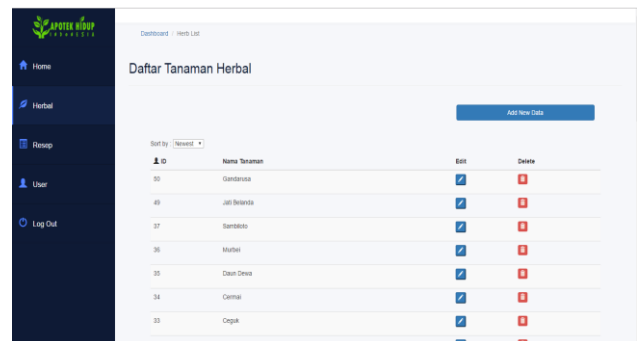 APOTEK HIDUP
INDONESIA
Home
Herbal
Resep
User
Log Out
Dashboard / Herb List
Daftar Tanaman Herbal
Add New Data
Sort by : Newest
ID Nama Tanaman Edit Delete
50 Gandarusa
49 Jati Belanda
37 Sambiloto
36 Murbei
35 Daun Dewa
34 Cermai
33 Ceguk